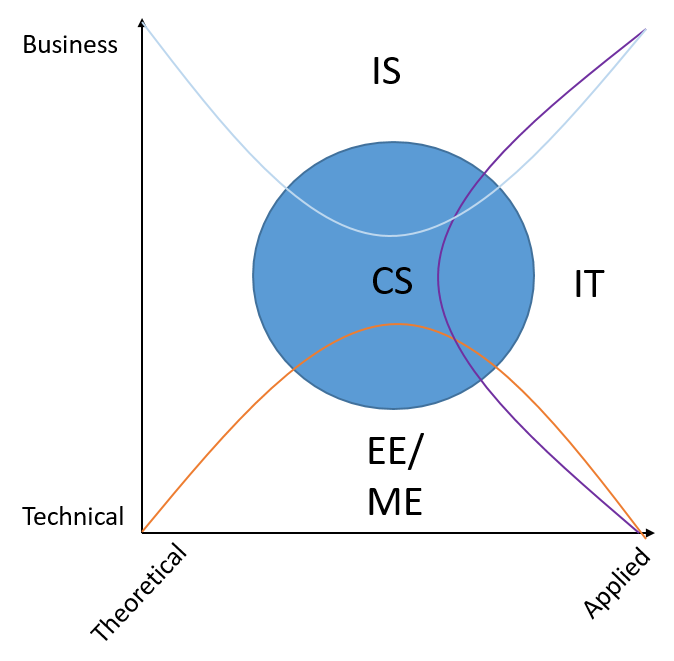 Business
IS
CS
IT
EE/
ME
Technical
Theoretical
Applied